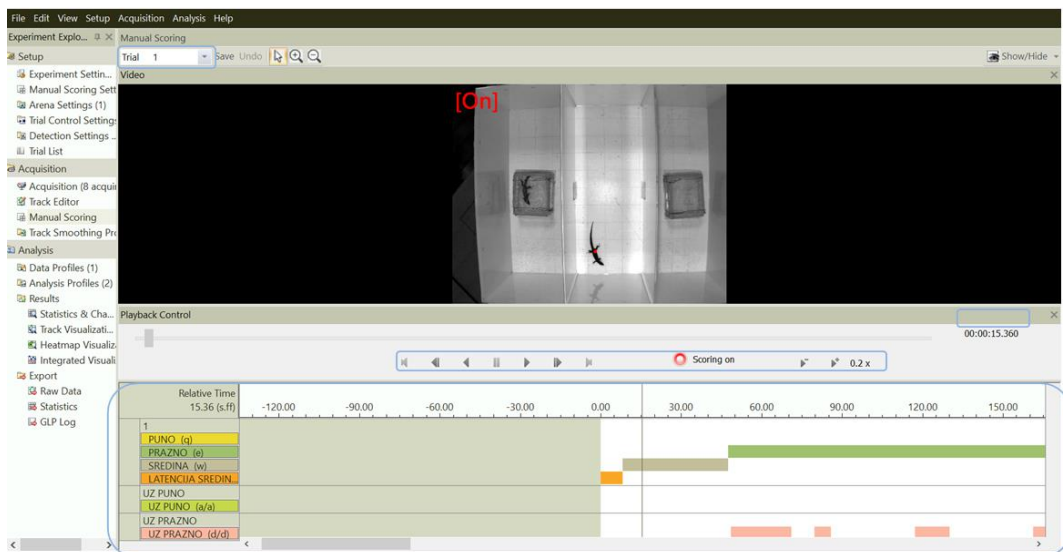 File Edit View Setup Acquisition Analysis Help
Experiment Explo...
Manual Scoring
Setup
Trial 1
Save Undo
Show/Hide
Experiment Settin...
Manual Scoring Sett
Arena Settings (1)
Trial Control Settings
Detection Settings ...
Trial List
Acquisition
Acquisition (8 acquis
Track Editor
Manual Scoring
Track Smoothing Pro
Analysis
Data Profiles (1)
Analysis Profiles (2)
Results
Statistics & Cha...
Track Visualizati...
Heatmap Visualiz
Integrated Visuali
Export
Raw Data
Statistics
GLP Log
Video
[On]
Playback Control
00:00:15.360
Scoring on
0.2 x
Relative Time
15.36 (s.ff)
-120.00 -90.00 -60.00 -30.00 0.00 30.00 60.00 90.00 120.00 150.00
1
PUNO (q)
PRAZNO (e)
SREDINA (w)
LATENCIJA SREDIN...
UZ PUNO
UZ PUNO (a/a)
UZ PRAZNO
UZ PRAZNO (d/d)